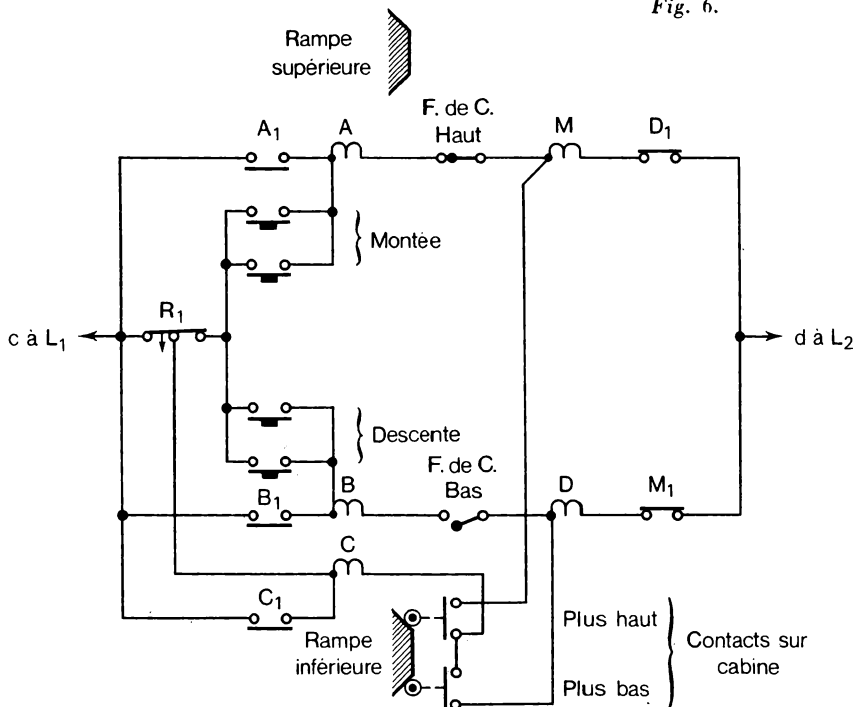 Fig. 6.
Rampe
supérieure
F. de C.
Haut
A1
A
M
D1
Montée
R1
c à L1
d à L2
Descente
F. de C.
Bas
B1
B
D
M1
C
C1
Rampe
inférieure
Plus haut
Plus bas
Contacts sur
cabine